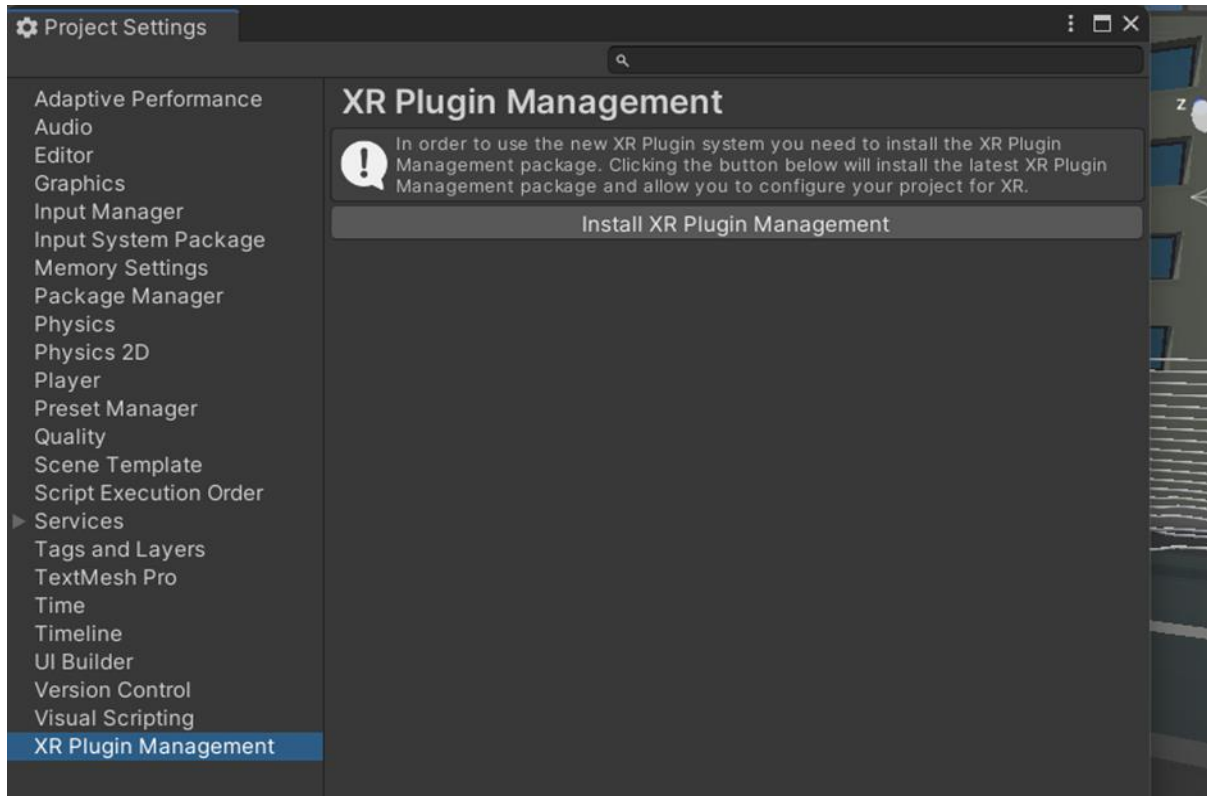 Project Settings
Adaptive Performance
Audio
Editor
Graphics
Input Manager
Input System Package
Memory Settings
Package Manager
Physics
Physics 2D
Player
Preset Manager
Quality
Scene Template
Script Execution Order
Services
Tags and Layers
TextMesh Pro
Time
Timeline
UI Builder
Version Control
Visual Scripting
XR Plugin Management
XR Plugin Management
In order to use the new XR Plugin system you need to install the XR Plugin
Management package. Clicking the button below will install the latest XR Plugin
Management package and allow you to configure your project for XR.
Install XR Plugin Management
z